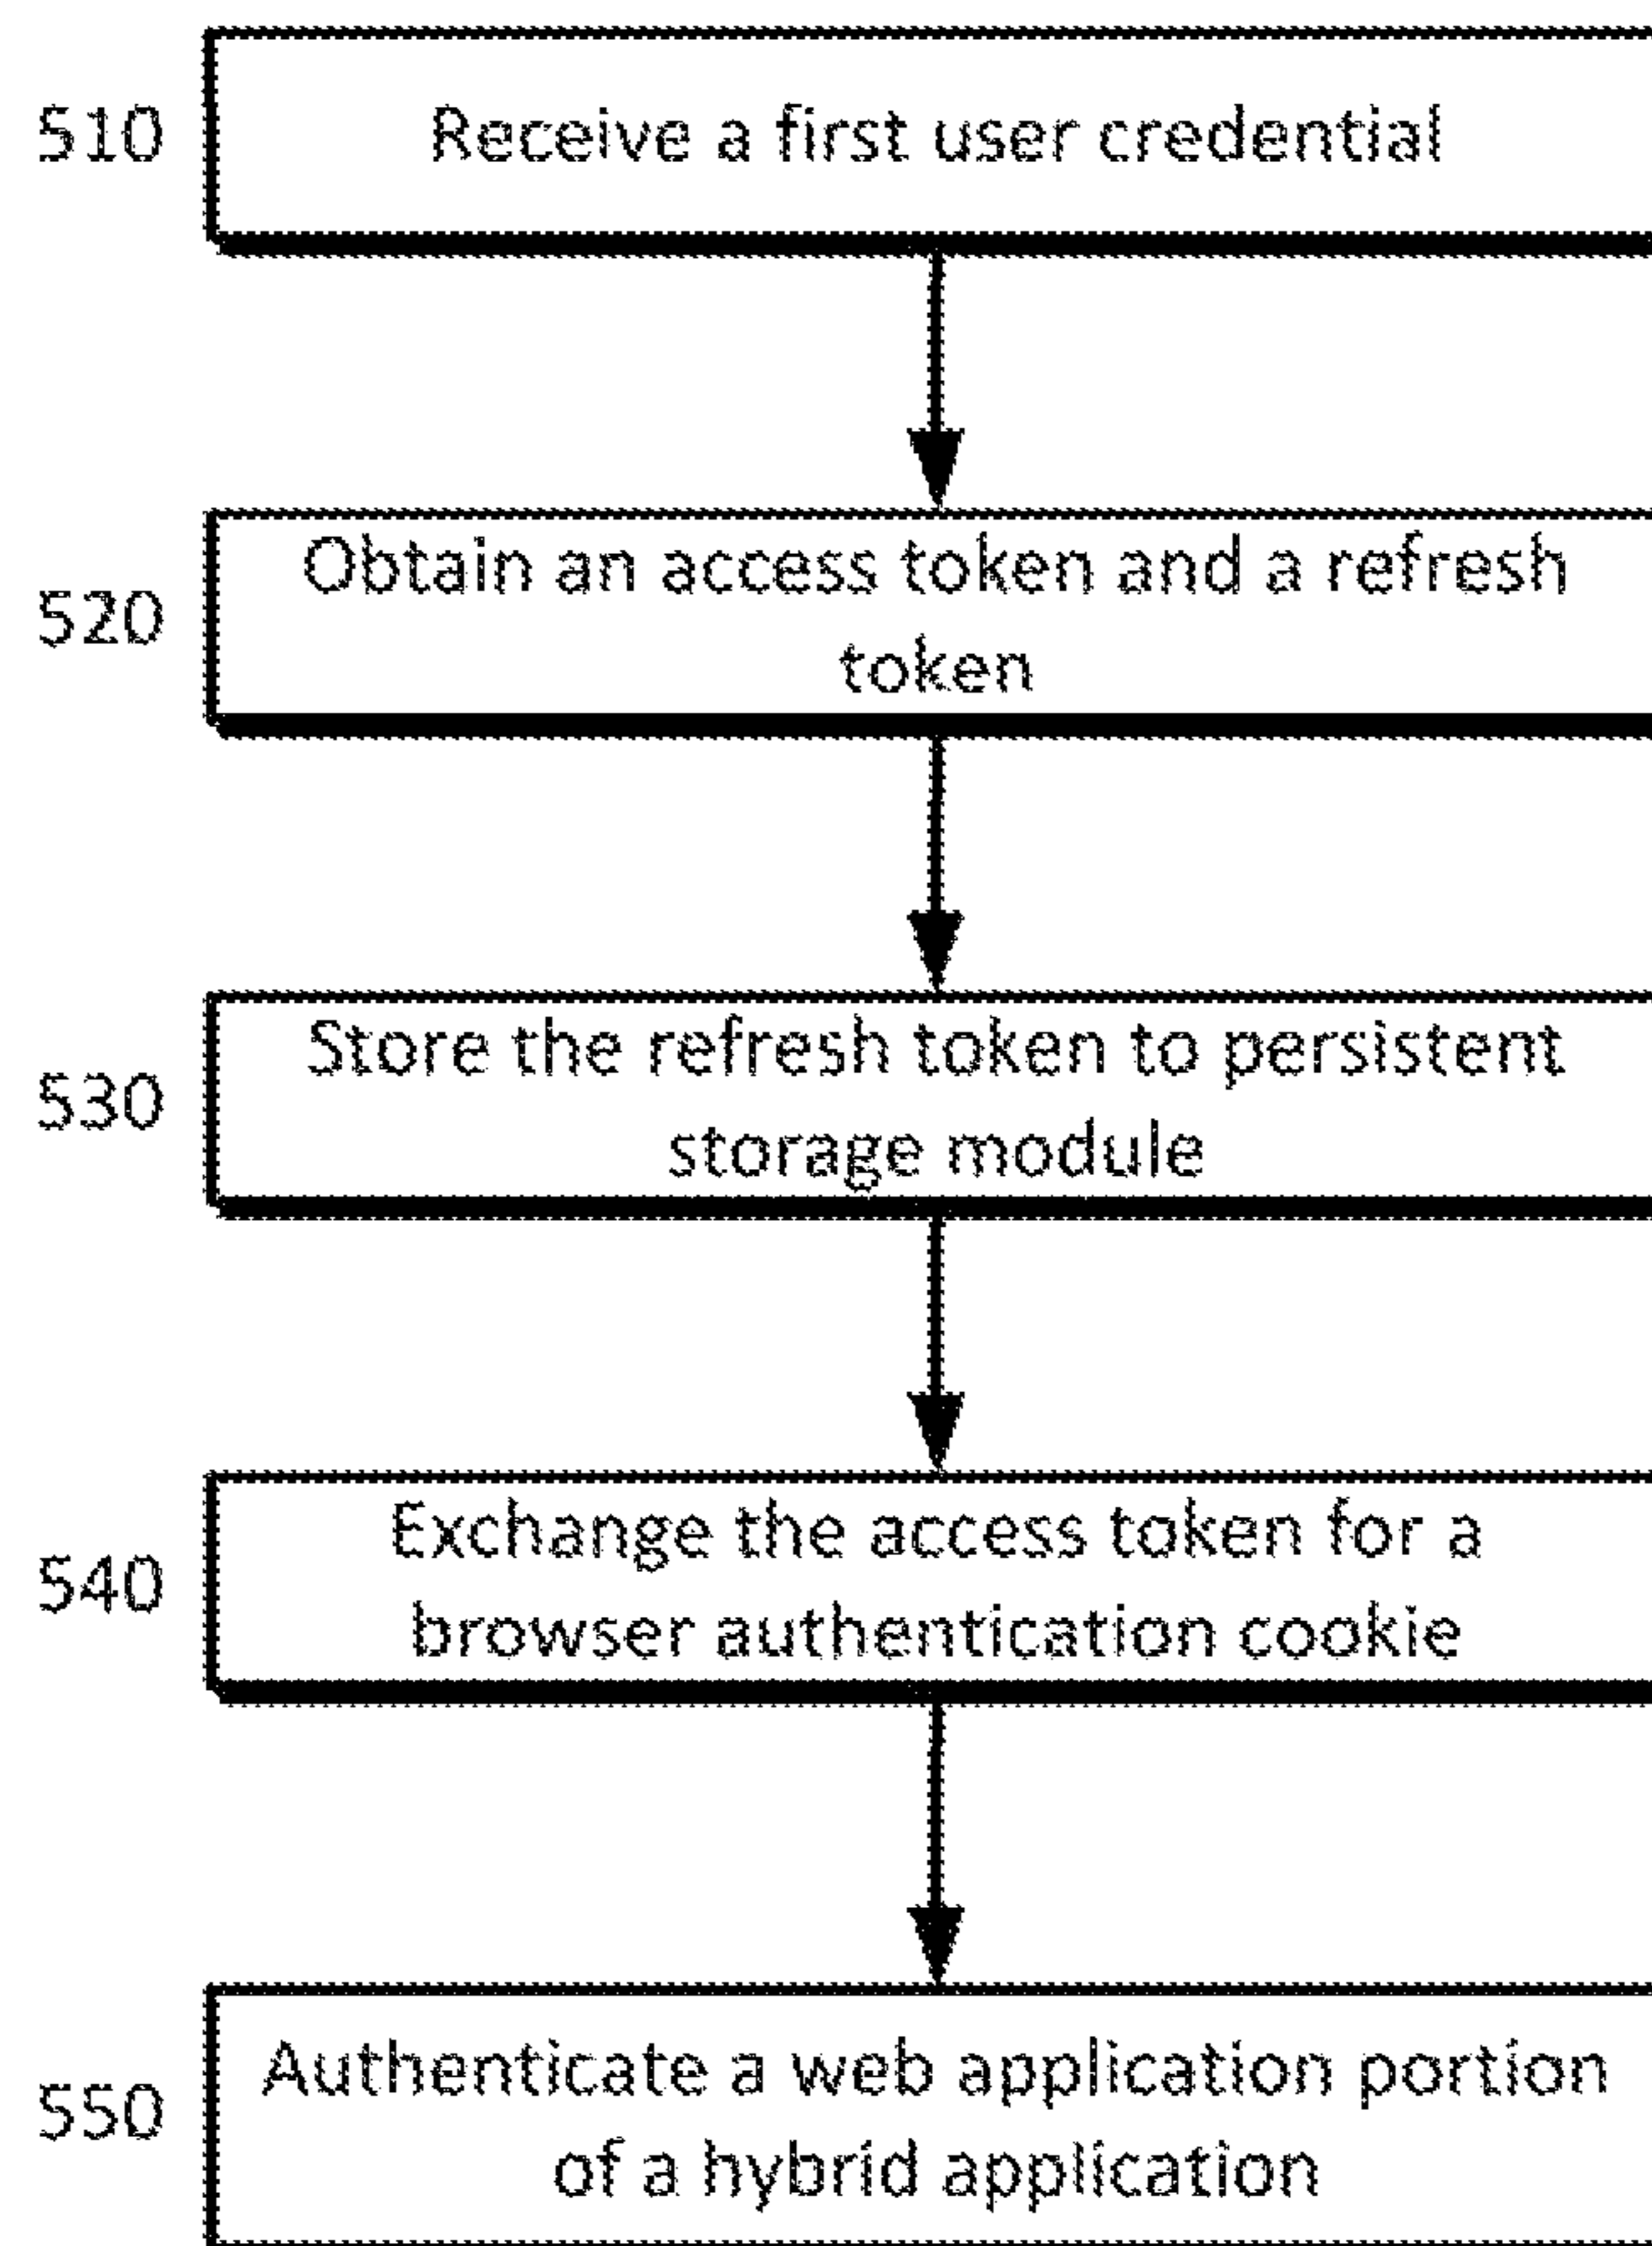 510 Receive a first user credential
Obtain an access token and a refresh
520
token
Store the refresh token to persistent
530
storage module
Exchange the access token for a
540
browser authentication cookie
Authenticate a web application portion
550
of a hybrid application